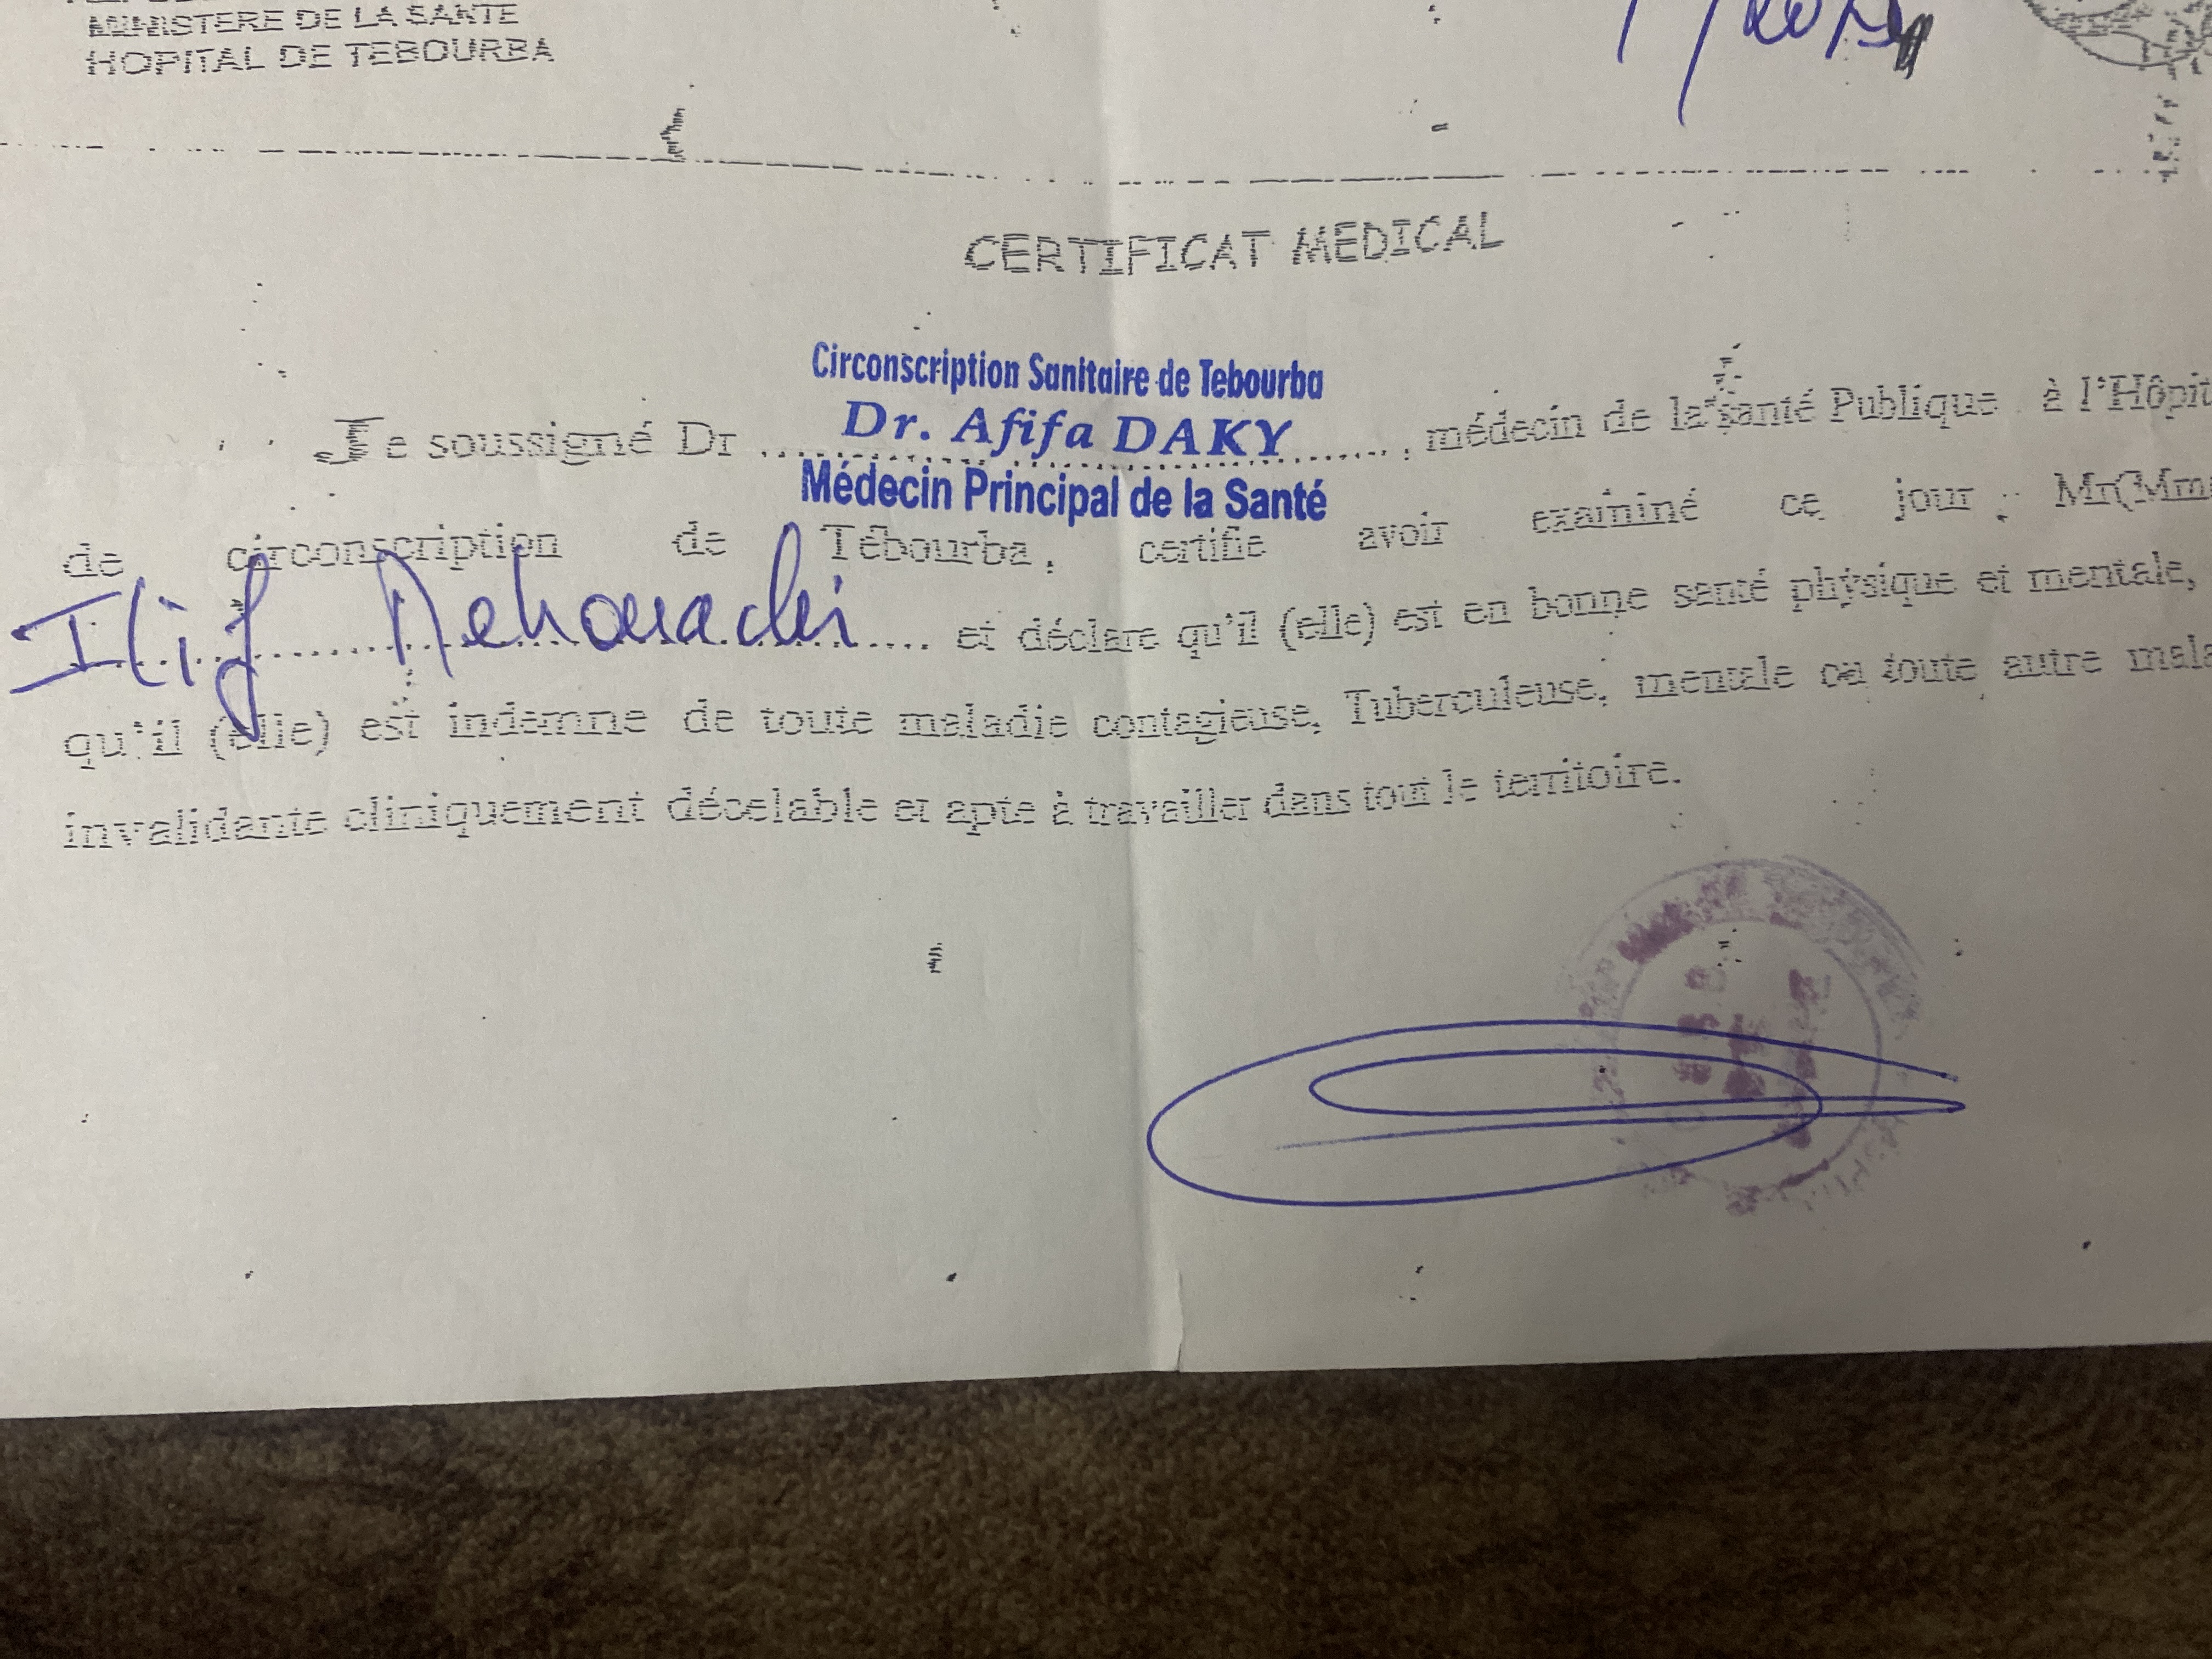 MINISTERE DE LA SANTE
HOPITAL DE TEBOURBA
CERTIFICAT MEDICAL
Circonscription Sanitaire de Tebourba
Dr. Afifa DAKY
Médecin Principal de la Santé
Je soussigné Dr .............................., médecin de la santé Publique à l'Hôpit
de circonscription de Tébourba, certifie avoir examiné ce jour, Mr(Mm
.............................. et déclare qu'il (elle) est en bonne santé physique et mentale,
qu'il (elle) est indemne de toute maladie contagieuse, Tuberculeuse, mentale ou toute autre mala
invalidante cliniquement décelable et apte à travailler dans tout le territoire.